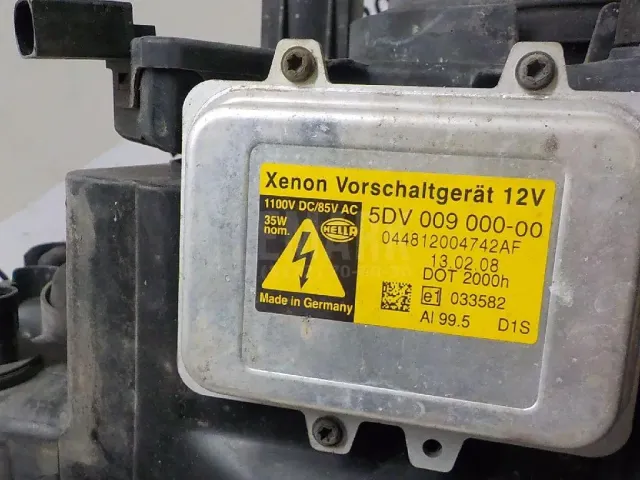 Xenon Vorschaltgerät 12V
1100V DC/85V AC
35W
nom.
HELLA
Made in Germany
5DV 009 000-00
044812004742AF
13.02.08
DOT 2000h
e1 033582
Al 99.5 D1S